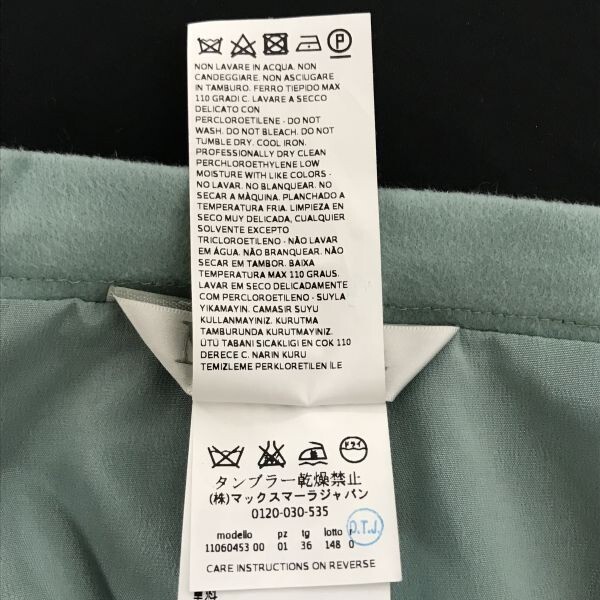 P
NON LAVARE IN ACQUA. NON
CANDEGGIARE. NON ASCIUGARE
IN TAMBURO. FERRO TIEPIDO MAX
110 GRADI C. LAVARE A SECCO
DELICATO CON
PERCLOROETILENE - DO NOT
WASH. DO NOT BLEACH. DO NOT
TUMBLE DRY. COOL IRON.
PROFESSIONALLY DRY CLEAN
PERCHLOROETHYLENE LOW
MOISTURE WITH LIKE COLORS -
NO LAVAR. NO BLANQUEAR. NO
SECAR A MÀQUINA. PLANCHADO A
TEMPERATURA FRIA. LIMPIEZA EN
SECO MUY DELICADA, CUALQUIER
SOLVENTE EXCEPTO
TRICLOROETILENO - NÃO LAVAR
EM ÁGUA. NÃO BRANQUEAR. NÃO
SECAR EM TAMBOR. BAIXA
TEMPERATURA MAX 110 GRAUS.
LAVAR EM SECO DELICADAMENTE
COM PERCLOROETILENO - SUYLA
YIKAMAYIN. CAMASIR SUYU
KULLANMAYINIZ. KURUTMA
TAMBURUNDA KURUTMAYINIZ.
ÜTÜ TABANI SICAKLIGI EN COK 110
DERECE C. NARIN KURU
TEMIZLEME PERKLORETILEN ILE
ドライ
タンブラー乾燥禁止
(株)マックスマーラジャパン
0120-030-535
modello pz tg lotto
11060453 00 01 36 148 0
O.T.J.
CARE INSTRUCTIONS ON REVERSE